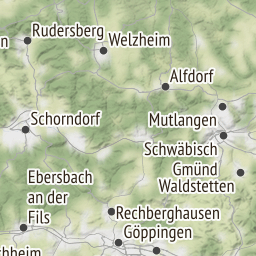 Rudersberg
Welzheim
Alfdorf
Mutlangen
Schorndorf
Schwäbisch
Gmünd
Ebersbach
an der
Fils
Waldstetten
Rechberghausen
Göppingen